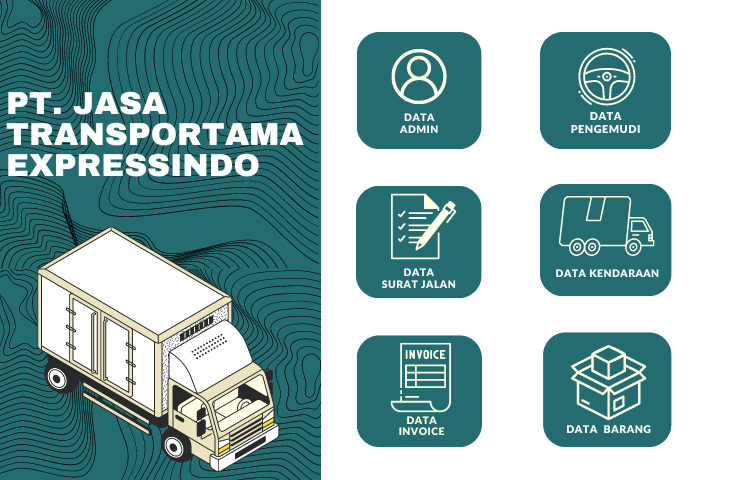 PT. JASA
TRANSPORTAMA
EXPRESSINDO
DATA
ADMIN
DATA
PENGEMUDI
DATA
SURAT JALAN
DATA KENDARAAN
INVOICE
DATA
INVOICE
DATA BARANG